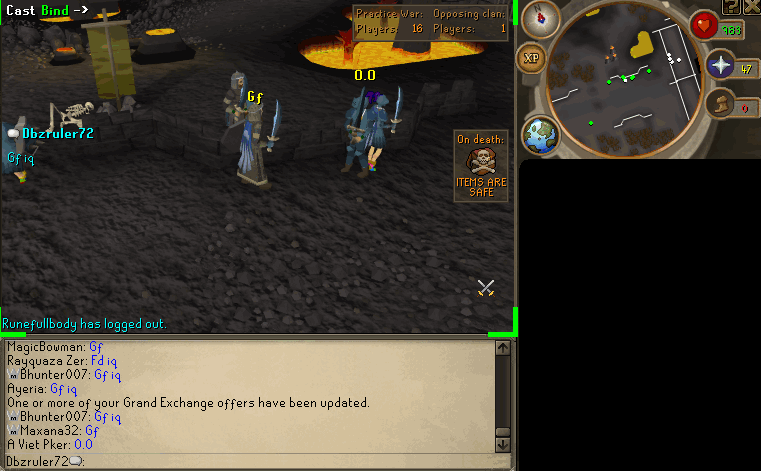 Cast Bind ->
Practice War: Opposing clan:
Players: 16 Players: 1
0.0
Gf
Dbzruler72
Gf iq
On death:
ITEMS ARE
SAFE
Runefullbody has logged out.
N
XP
983
47
0
?
MagicBowman: Gf
Rayquaza Zer: Fd iq
Bhunter007: Gf iq
Ayeria: Gf iq
One or more of your Grand Exchange offers have been updated.
Bhunter007: Gf iq
Maxana32: Gf
A Viet Pker: 0.0
Dbzruler72: